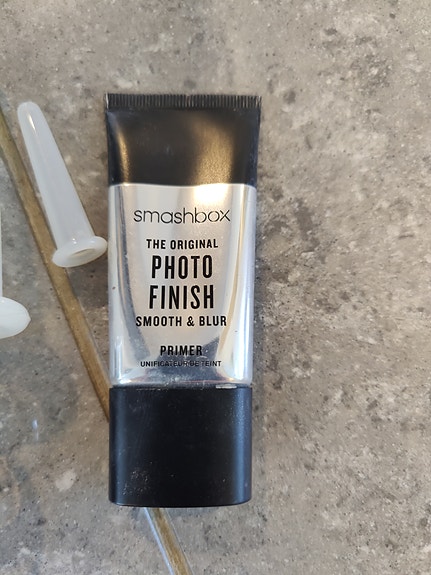 smashbox
THE ORIGINAL
PHOTO
FINISH
SMOOTH & BLUR
PRIMER
UNIFICATEUR DE TEINT